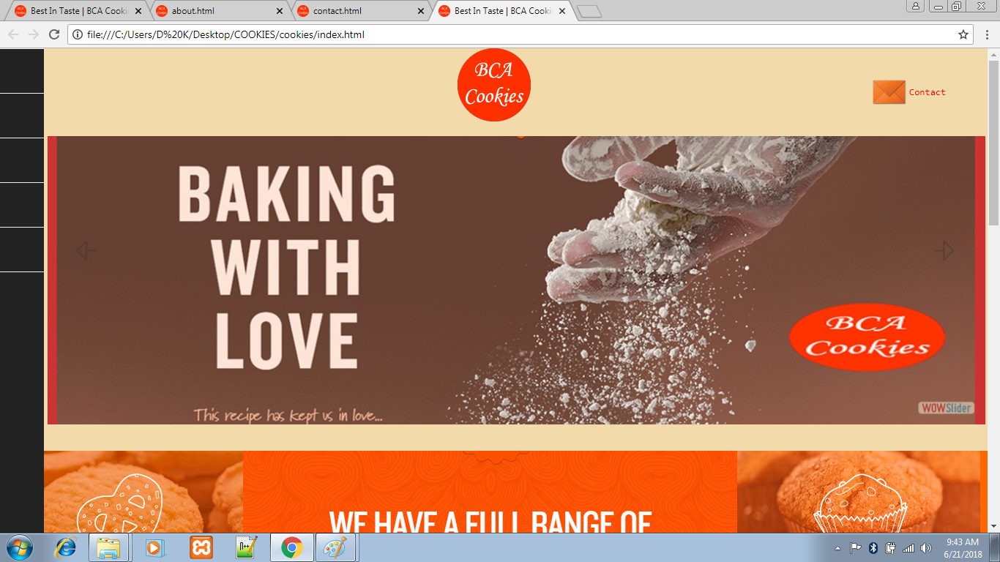 Best In Taste | BCA Cooki
about.html
contact.html
Best In Taste | BCA Cooki
file:///C:/Users/D%20K/Desktop/COOKIES/cookies/index.html
BCA
Cookies
Contact
BAKING
WITH
LOVE
BCA
Cookies
This recipe has kept us in love...
WOWSlider
WE HAVE A FULL RANGE OF
9:43 AM
6/21/2018